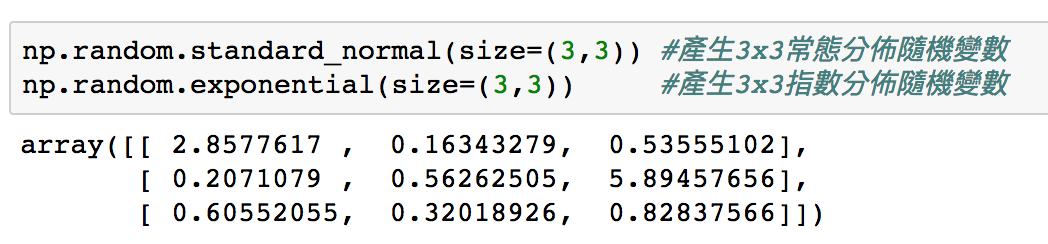 np.random.standard_normal(size=(3,3)) #產生3x3常態分佈隨機變數
np.random.exponential(size=(3,3))     #產生3x3指數分佈隨機變數
array([[ 2.8577617 ,  0.16343279,  0.53555102],
       [ 0.2071079 ,  0.56262505,  5.89457656],
       [ 0.60552055,  0.32018926,  0.82837566]])